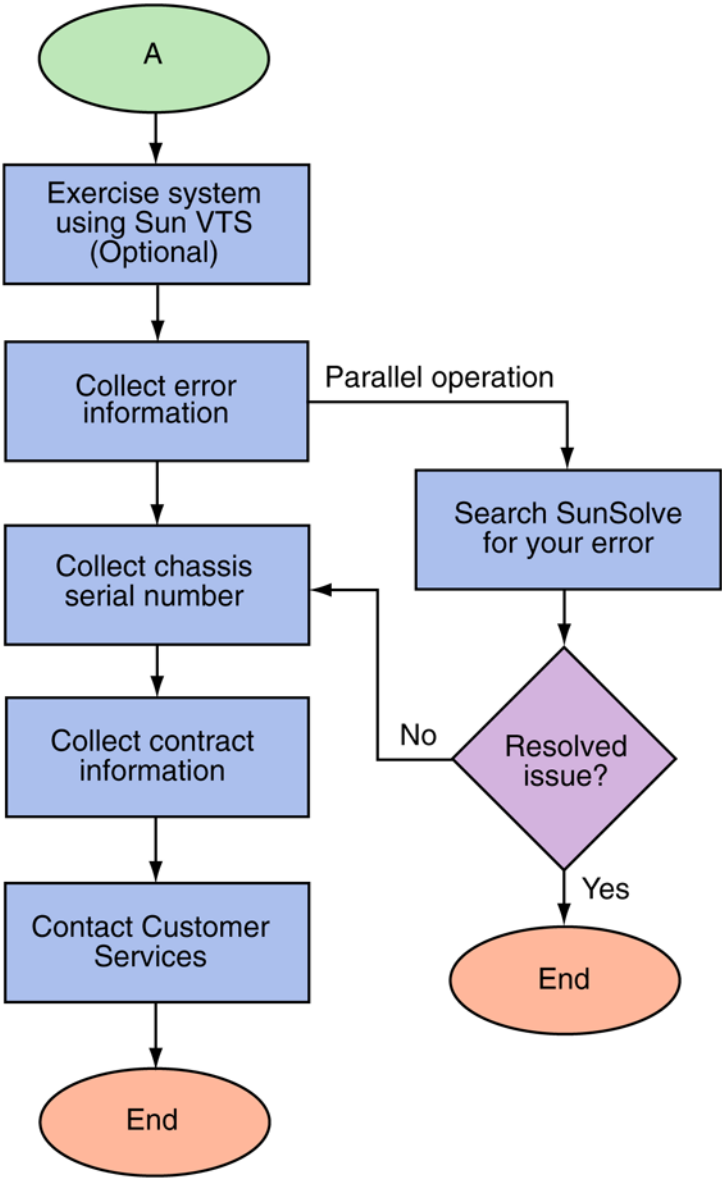 A
Exercise system
using Sun VTS
(Optional)
Collect error
information
Parallel operation
Search SunSolve
for your error
Collect chassis
serial number
No
Resolved
issue?
Collect contract
information
Yes
Contact Customer
Services
End
End